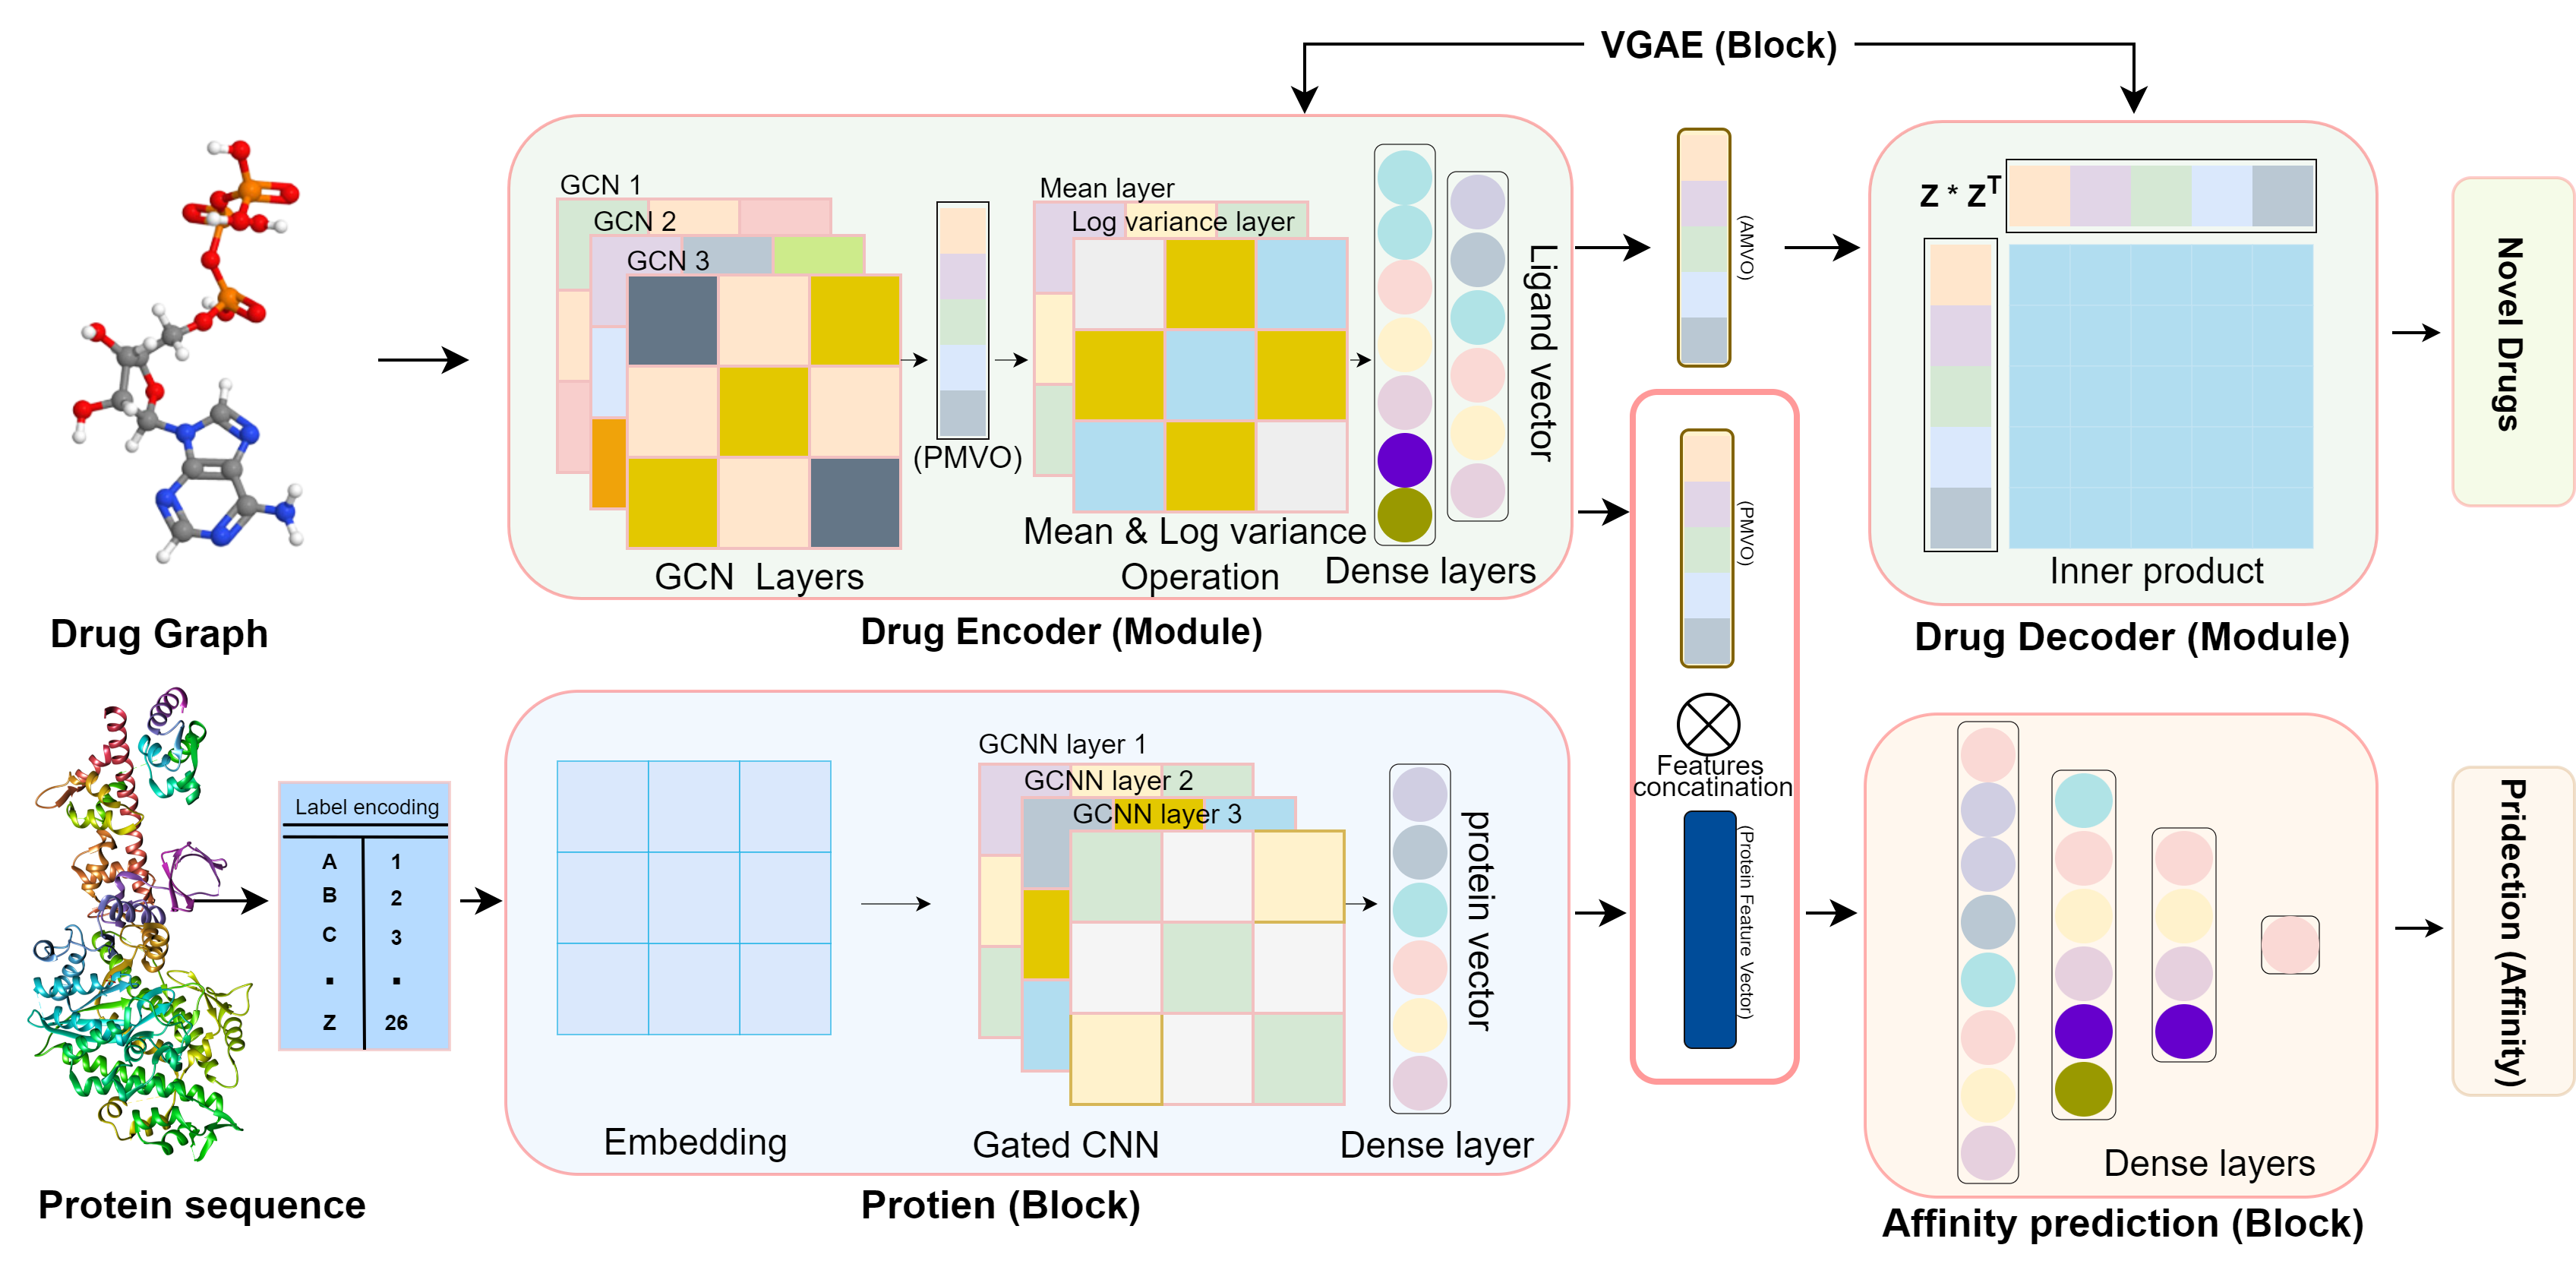 VGAE (Block)
GCN 1
GCN 2
GCN 3
(PMVO)
GCN Layers
Mean layer
Log variance layer
Mean & Log variance
Operation
Dense layers
Ligand vector
Drug Encoder (Module)
Drug Graph
(AMVO)
(PMVO)
Features
concatination
(Protein Feature Vector)
Z * Z^T
Inner product
Drug Decoder (Module)
Novel Drugs
Protein sequence
Label encoding
A 1
B 2
C 3
. .
Z 26
Embedding
GCNN layer 1
GCNN layer 2
GCNN layer 3
Gated CNN
Dense layer
protein vector
Protien (Block)
Dense layers
Affinity prediction (Block)
Pridection (Affinity)